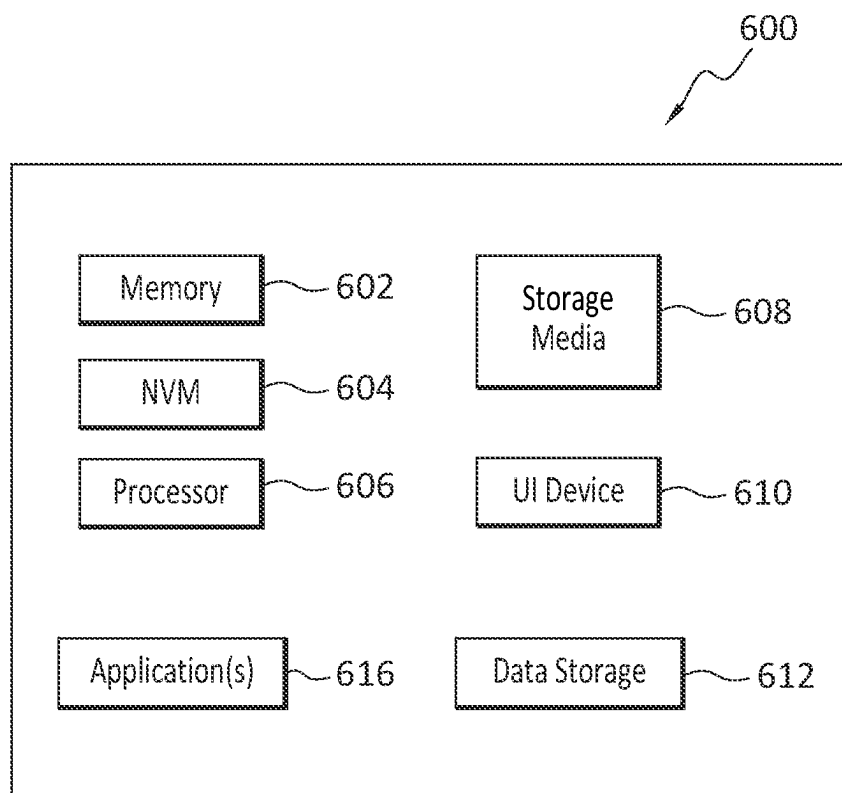 600
Memory
602
Storage
Media
608
NVM
604
Processor
606
UI Device
610
Application(s)
616
Data Storage
612